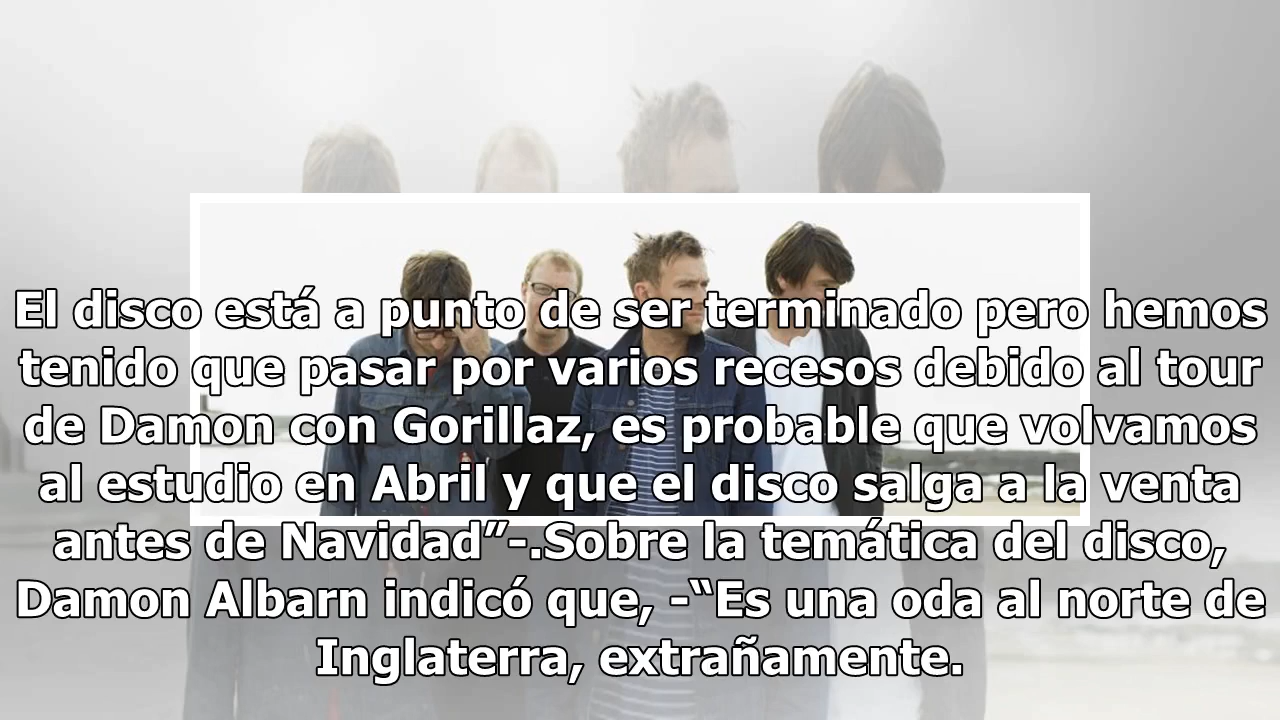 El disco está a punto de ser terminado pero hemos
tenido que pasar por varios recesos debido al tour
de Damon con Gorillaz, es probable que volvamos
al estudio en Abril y que el disco salga a la venta
antes de Navidad”-.Sobre la temática del disco,
Damon Albarn indicó que, -“Es una oda al norte de
Inglaterra, extrañamente.